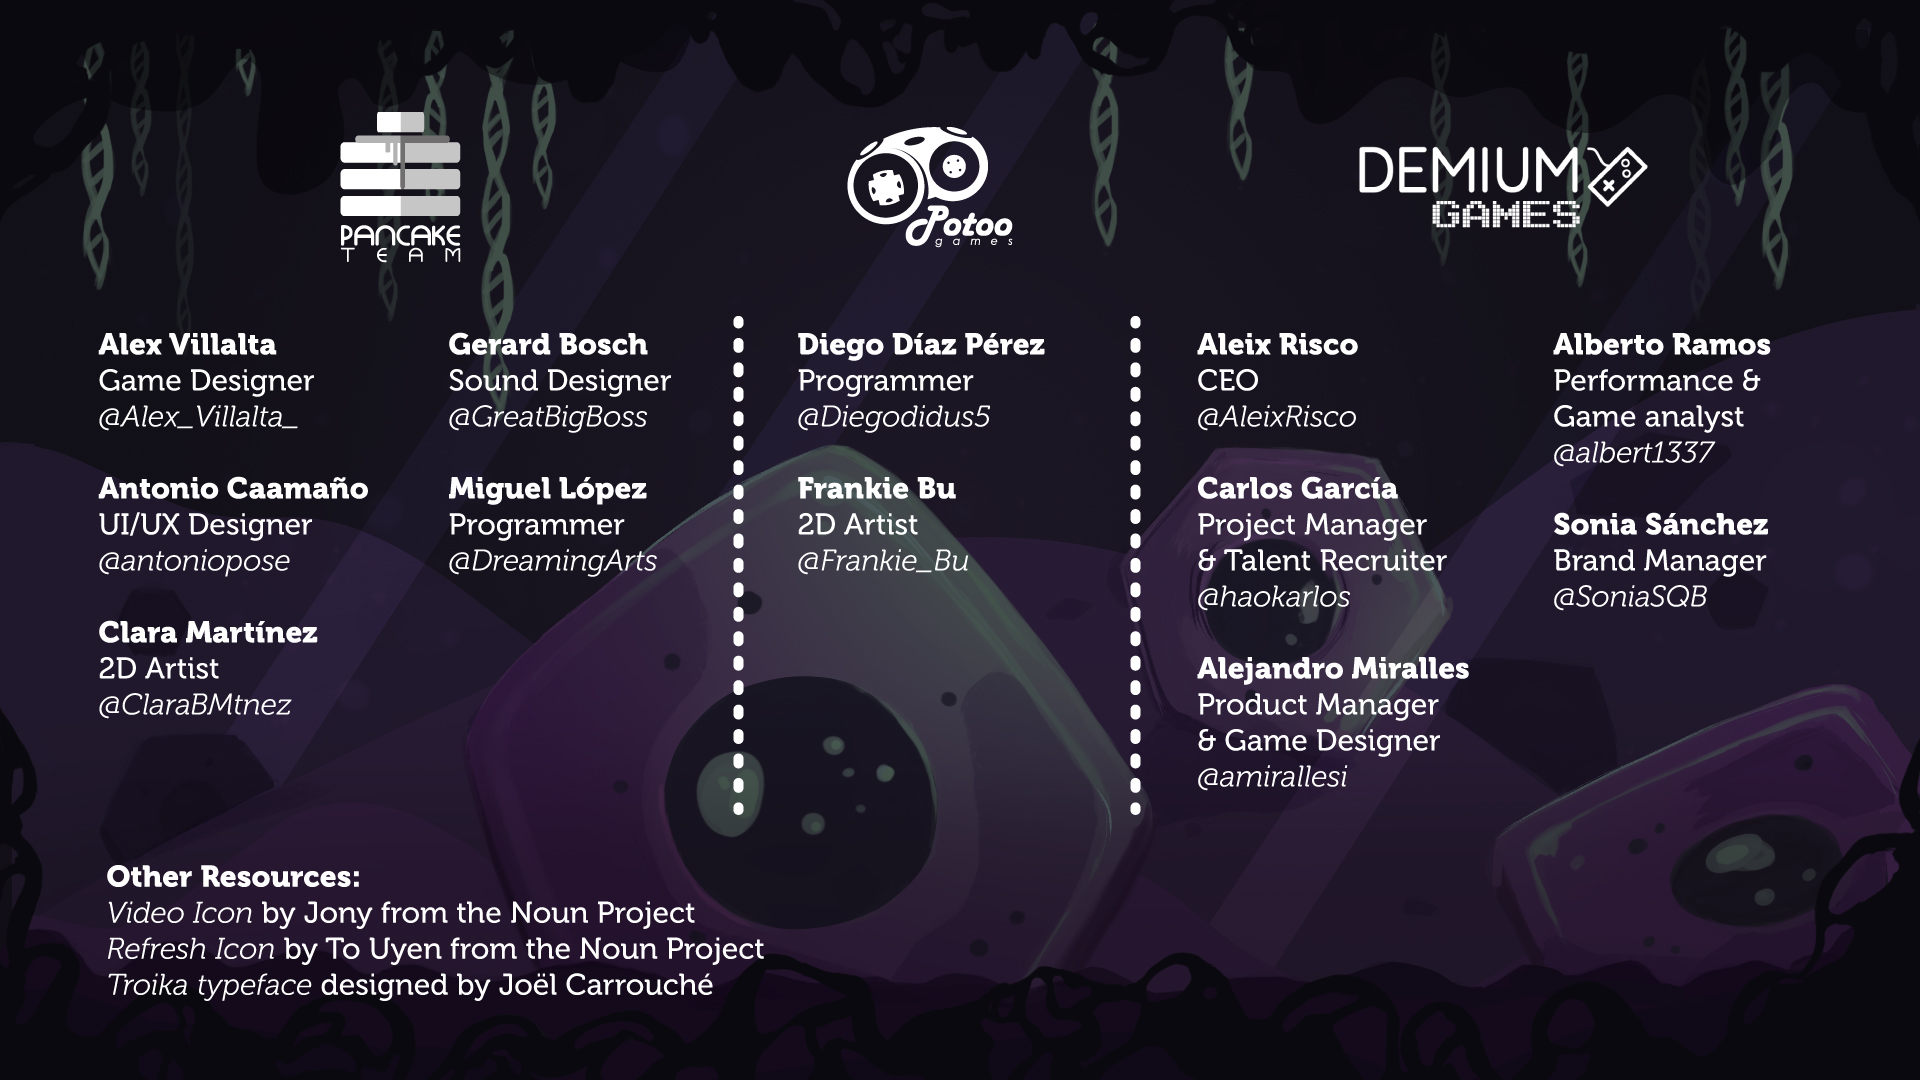 PANCAKE
TEAM
Potoo
games
DEMIUM
GAMES
Alex Villalta
Game Designer
@Alex_Villalta_
Antonio Caamaño
UI/UX Designer
@antoniopose
Clara Martínez
2D Artist
@ClaraBMtnez
Gerard Bosch
Sound Designer
@GreatBigBoss
Miguel López
Programmer
@DreamingArts
Diego Díaz Pérez
Programmer
@Diegodidus5
Frankie Bu
2D Artist
@Frankie_Bu
Aleix Risco
CEO
@AleixRisco
Carlos García
Project Manager
& Talent Recruiter
@haokarlos
Alejandro Miralles
Product Manager
& Game Designer
@amirallesi
Alberto Ramos
Performance &
Game analyst
@albert1337
Sonia Sánchez
Brand Manager
@SoniaSQB
Other Resources:
Video Icon by Jony from the Noun Project
Refresh Icon by To Uyen from the Noun Project
Troika typeface designed by Joël Carrouché